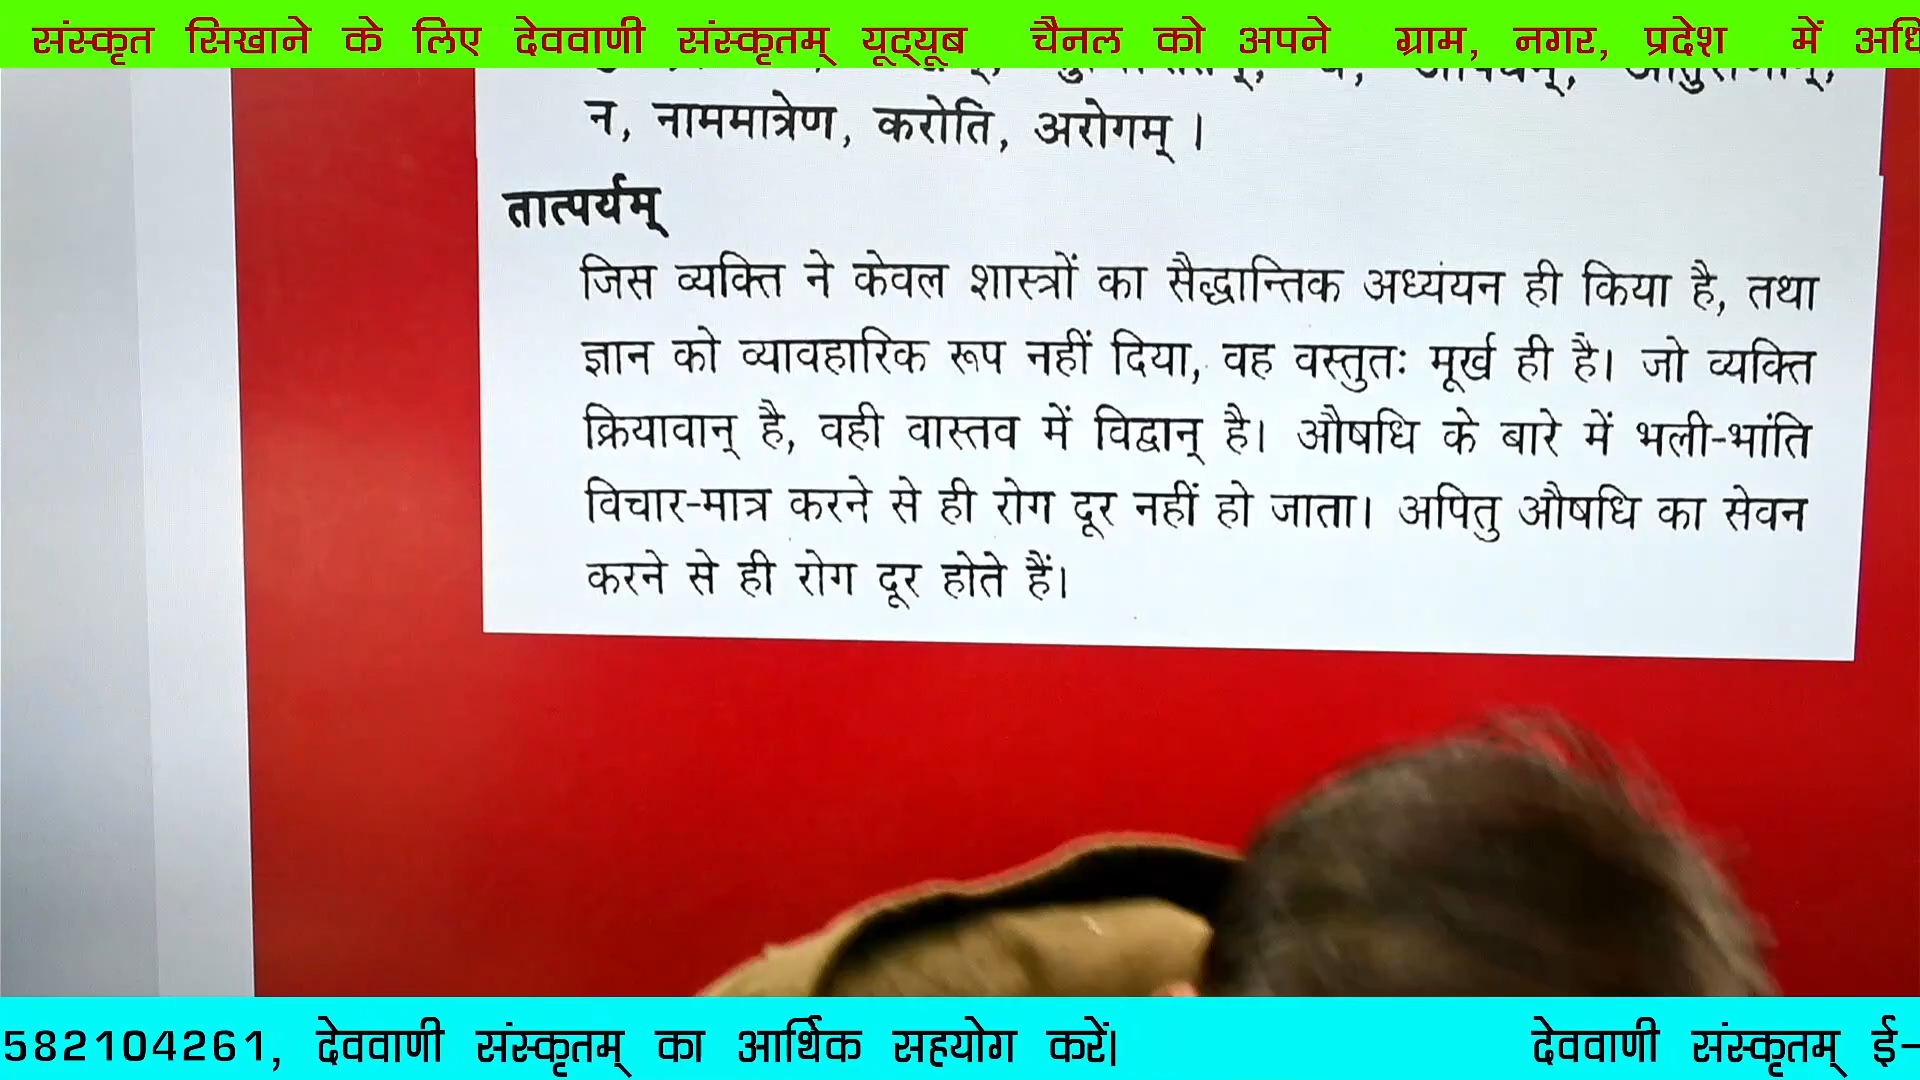 संस्कृत सिखाने के लिए देववाणी संस्कृतम् यूट्यूब चैनल को अपने ग्राम, नगर, प्रदेश में
न, नाममात्रेण, करोति, अरोगम् ।
तात्पर्यम्
जिस व्यक्ति ने केवल शास्त्रों का सैद्धान्तिक अध्यंयन ही किया है, तथा
ज्ञान को व्यावहारिक रूप नहीं दिया, वह वस्तुतः मूर्ख ही है। जो व्यक्ति
क्रियावान् है, वही वास्तव में विद्वान् है। औषधि के बारे में भली-भांति
विचार-मात्र करने से ही रोग दूर नहीं हो जाता। अपितु औषधि का सेवन
करने से ही रोग दूर होते हैं।
582104261, देववाणी संस्कृतम् का आर्थिक सहयोग करें। देववाणी संस्कृतम् ई-